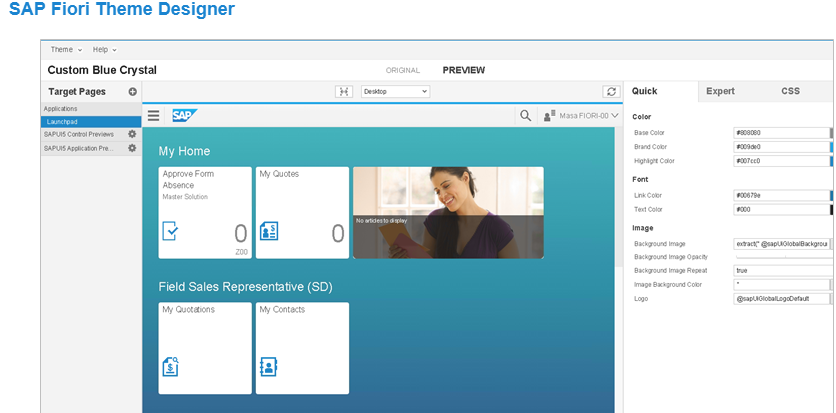 SAP Fiori Theme Designer
Theme Help
Custom Blue Crystal
ORIGINAL PREVIEW
Target Pages
Desktop
Quick Expert CSS
Applications
Launchpad
SAPUI5 Control Previews
SAPUI5 Application Pre...
SAP
Masa FIORI-00
My Home
Approve Form
Absence
Master Solution
0
Z00
My Quotes
0
No articles to display
Field Sales Representative (SD)
My Quotations
My Contacts
Color
Base Color #808080
Brand Color #009de0
Highlight Color #007cc0
Font
Link Color #00679e
Text Color #000
Image
Background Image extract(" @sapUiGlobalBackgrou
Background Image Opacity
Background Image Repeat true
Image Background Color "
Logo @sapUiGlobalLogoDefault